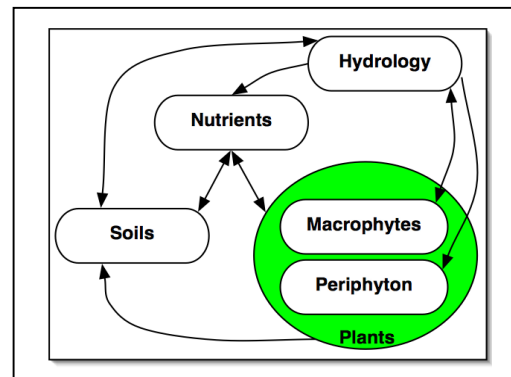 Hydrology
Nutrients
Soils
Macrophytes
Periphyton
Plants